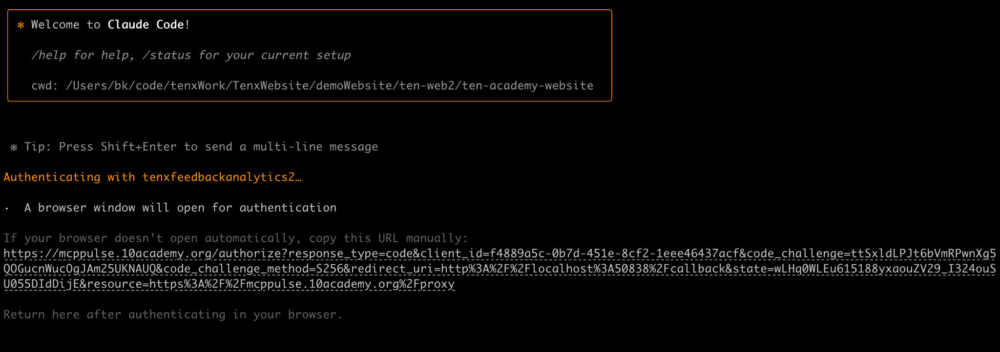 ✻ Welcome to Claude Code!
/help for help, /status for your current setup
cwd: /Users/bk/code/tenxWork/TenxWebsite/demoWebsite/ten-web2/ten-academy-website
※ Tip: Press Shift+Enter to send a multi-line message
Authenticating with tenxfeedbackanalytics2…
· A browser window will open for authentication
If your browser doesn't open automatically, copy this URL manually:
https://mcppulse.10academy.org/authorize?response_type=code&client_id=f4889a5c-0b7d-451e-8cf2-1eee46437acf&code_challenge=ttSxldLPJt6bVmRPwnXg5
QOGucnWucOgJAm25UKNAUQ&code_challenge_method=S256&redirect_uri=http%3A%2F%2Flocalhost%3A50838%2Fcallback&state=wLHq0WLEu615188yxaouZV29_I324ouS
U055DIdDijE&resource=https%3A%2F%2Fmcppulse.10academy.org%2Fproxy
Return here after authenticating in your browser.